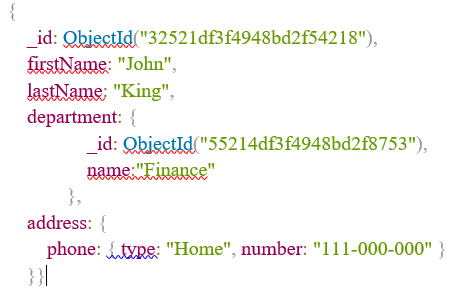 {
_id: ObjectId("32521df3f4948bd2f54218"),
firstName: "John",
lastName: "King",
department: {
_id: ObjectId("55214df3f4948bd2f8753"),
name:"Finance"
},
address: {
phone: { type: "Home", number: "111-000-000" }
}}